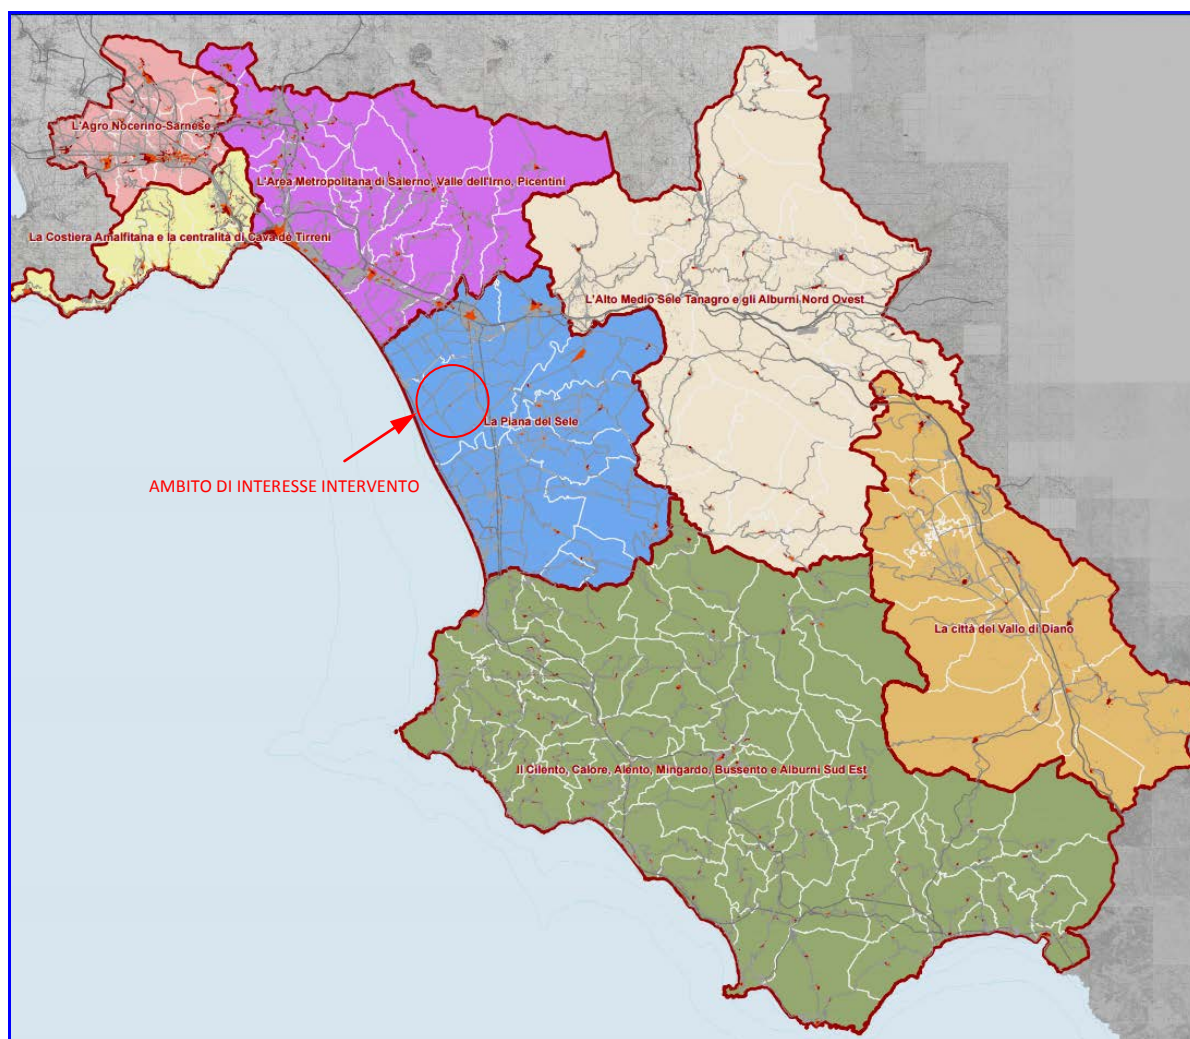 L'Agro Nocerino-Sarnese
L'Area Metropolitana di Salerno, Valle dell'Irno, Picentini
La Costiera Amalfitana e la centralità di Cava de Tirreni
L'Alto Medio Sele Tanagro e gli Alburni Nord Ovest
La Piana del Sele
AMBITO DI INTERESSE INTERVENTO
La città del Vallo di Diano
Il Cilento, Calore, Alento, Mingardo, Bussento e Alburni Sud Est